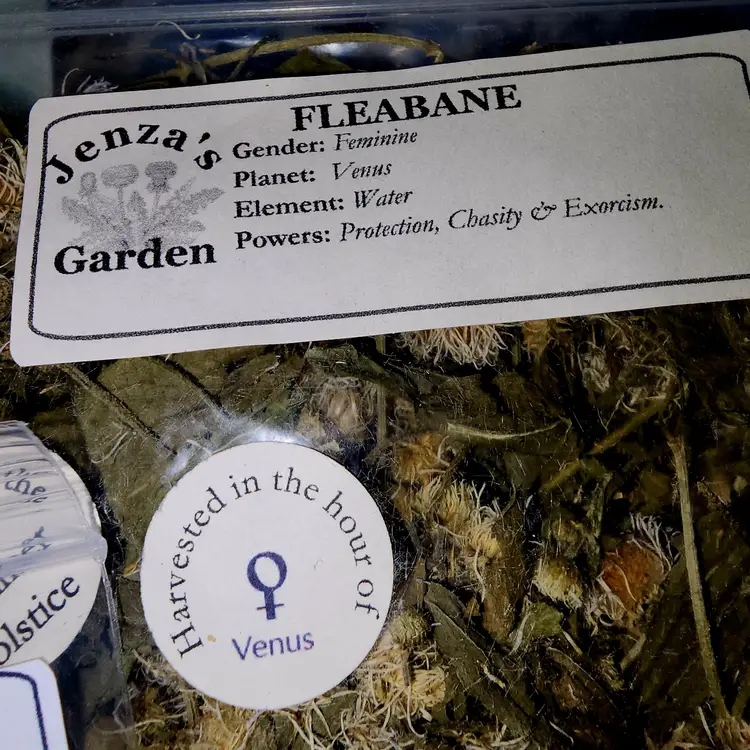 FLEABANE
Jenza's
Garden
Gender: Feminine
Planet: Venus
Element: Water
Powers: Protection, Chasity & Exorcism.
Harvested in the hour of
♀
Venus
the
olstice